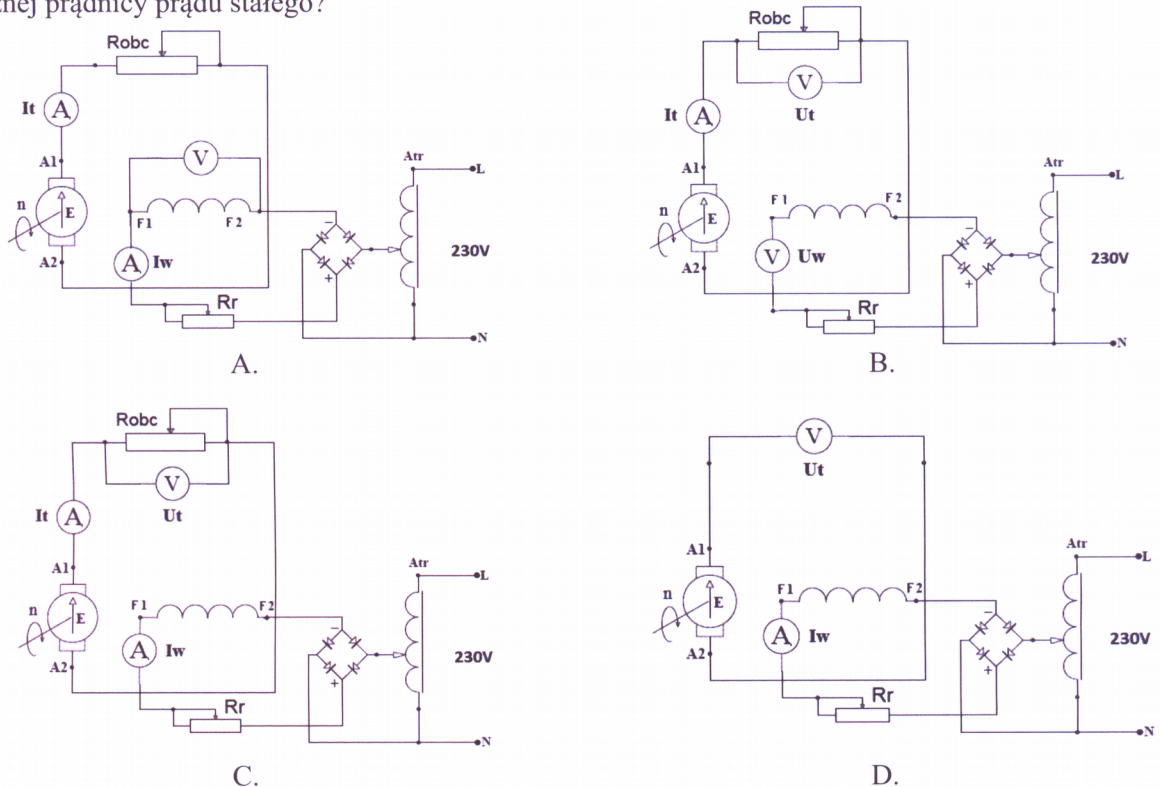 znej prądnicy prądu stałego?
Robc
It A
A1
n
E
A2
V
F1 F2
A Iw
Rr
Atr
L
230V
N
A.
Robc
V
Ut
It A
A1
n
E
A2
F1 F2
V Uw
Rr
Atr
L
230V
N
B.
Robc
V
Ut
It A
A1
n
E
A2
F1 F2
A Iw
Rr
Atr
L
230V
N
C.
V
Ut
A1
n
E
A2
F1 F2
A Iw
Rr
Atr
L
230V
N
D.